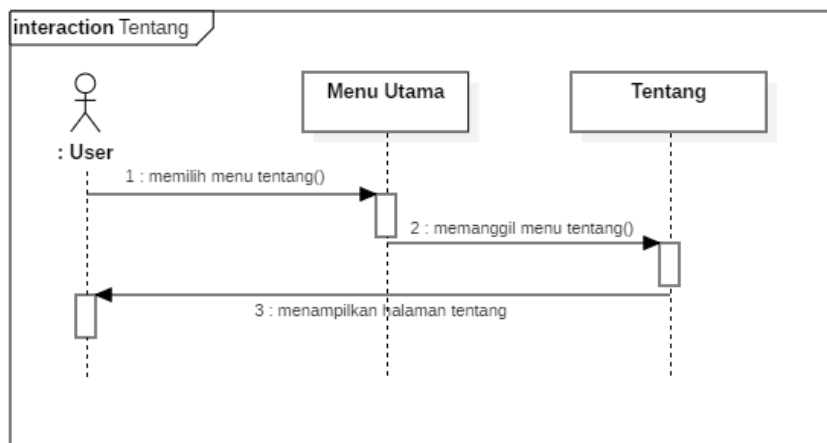 interaction Tentang
Menu Utama
Tentang
: User
1 : memilih menu tentang()
2 : memanggil menu tentang()
3 : menampilkan halaman tentang